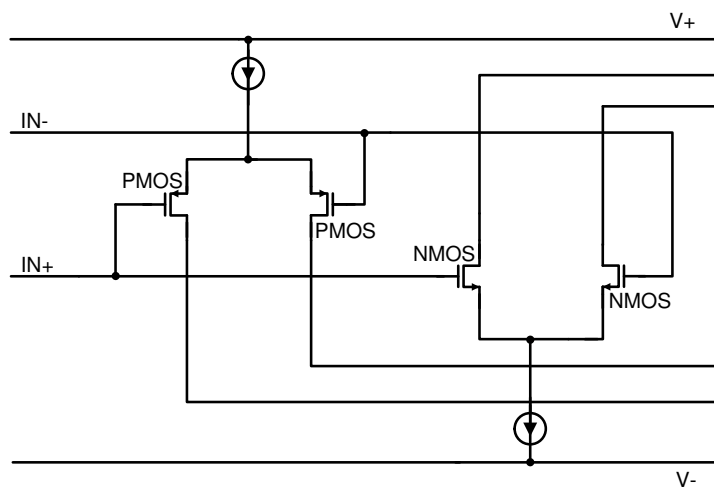 V+
IN-
PMOS
PMOS
NMOS
IN+
NMOS
V-